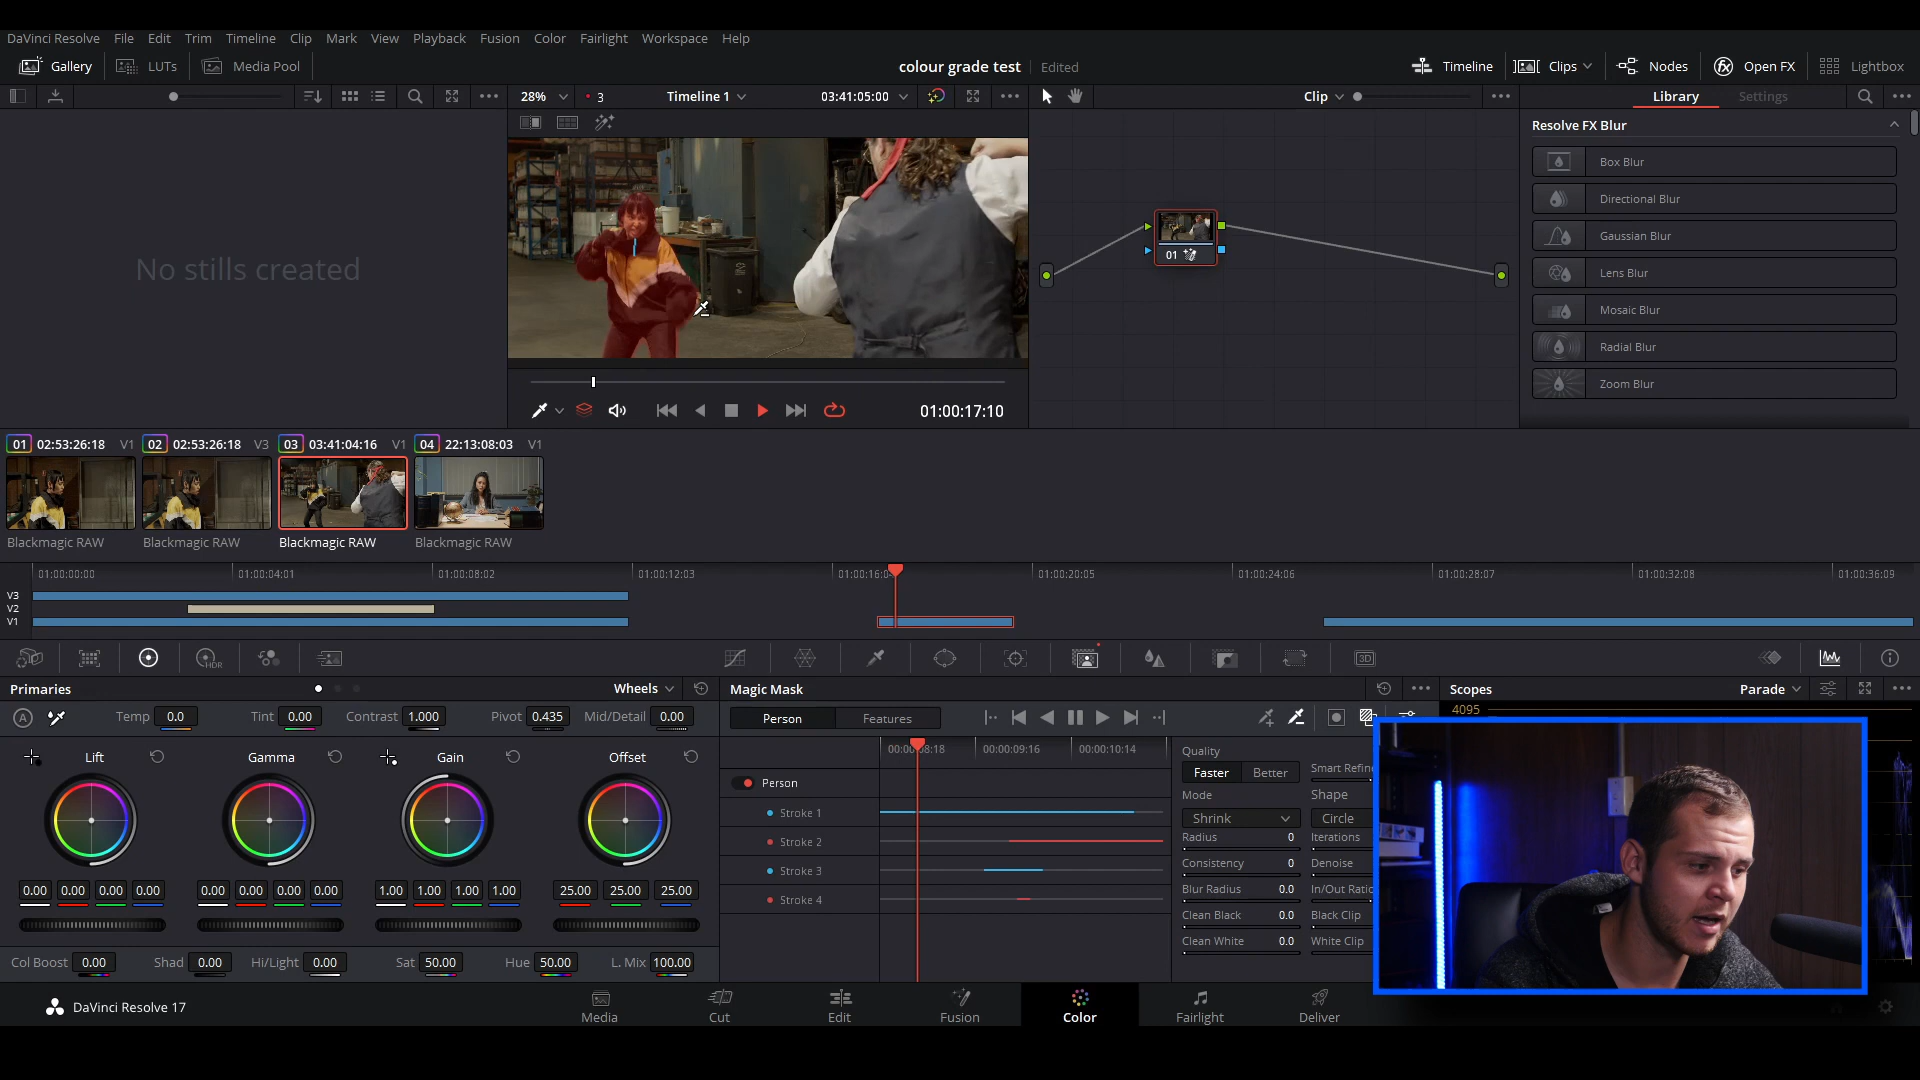 DaVinci Resolve File Edit Trim Timeline Clip Mark View Playback Fusion Color Fairlight Workspace Help
Gallery LUTs Media Pool colour grade test Edited Timeline Clips Nodes Open FX Lightbox
28% 3 Timeline 1 03:41:05:00 Clip Library Settings
Resolve FX Blur
Box Blur
Directional Blur
Gaussian Blur
Lens Blur
Mosaic Blur
Radial Blur
Zoom Blur
No stills created
01
01:00:17:10
01 02:53:26:18 V1 02 02:53:26:18 V3 03 03:41:04:16 V1 04 22:13:08:03 V1
Blackmagic RAW Blackmagic RAW Blackmagic RAW Blackmagic RAW
01:00:00:00 01:00:04:01 01:00:08:02 01:00:12:03 01:00:16:0 01:00:20:05 01:00:24:06 01:00:28:07 01:00:32:08 01:00:36:09
V3
V2
V1
HDR 3D
Primaries Wheels Magic Mask Scopes Parade
A Temp 0.0 Tint 0.00 Contrast 1.000 Pivot 0.435 Mid/Detail 0.00 Person Features 4095
Lift Gamma Gain Offset
0.00 0.00 0.00 0.00 0.00 0.00 0.00 0.00 1.00 1.00 1.00 1.00 25.00 25.00 25.00
Col Boost 0.00 Shad 0.00 Hi/Light 0.00 Sat 50.00 Hue 50.00 L. Mix 100.00
00:00:08:18 00:00:09:16 00:00:10:14
Person
Stroke 1
Stroke 2
Stroke 3
Stroke 4
Quality
Faster Better Smart Refine
Mode Shape
Shrink Circle
Radius 0 Iterations
Consistency 0 Denoise
Blur Radius 0.0 In/Out Ratio
Clean Black 0.0 Black Clip
Clean White 0.0 White Clip
DaVinci Resolve 17 Media Cut Edit Fusion Color Fairlight Deliver